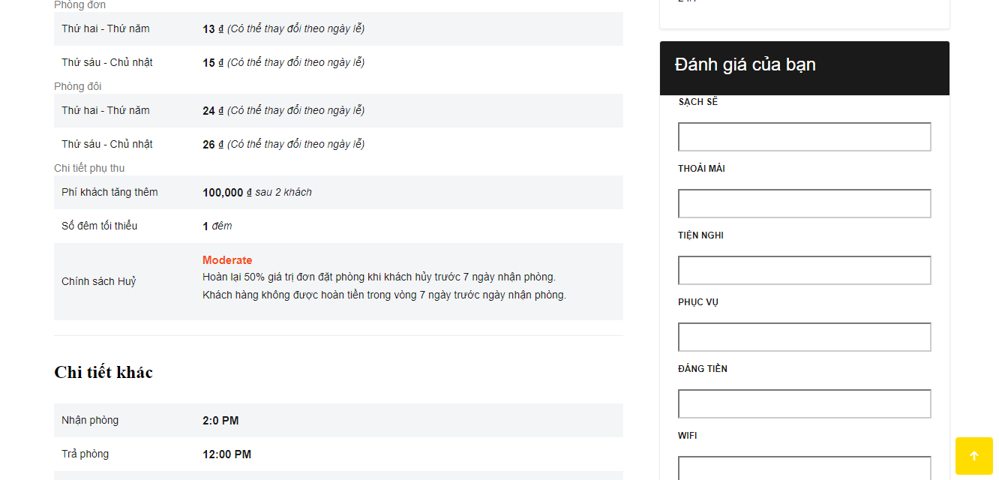 Phòng đơn
Thứ hai - Thứ năm 13 ₫ (Có thể thay đổi theo ngày lễ)
Thứ sáu - Chủ nhật 15 ₫ (Có thể thay đổi theo ngày lễ)
Phòng đôi
Thứ hai - Thứ năm 24 ₫ (Có thể thay đổi theo ngày lễ)
Thứ sáu - Chủ nhật 26 ₫ (Có thể thay đổi theo ngày lễ)
Chi tiết phụ thu
Phí khách tăng thêm 100,000 ₫ sau 2 khách
Số đêm tối thiểu 1 đêm
Chính sách Huỷ
Moderate
Hoàn lại 50% giá trị đơn đặt phòng khi khách hủy trước 7 ngày nhận phòng.
Khách hàng không được hoàn tiền trong vòng 7 ngày trước ngày nhận phòng.
Chi tiết khác
Nhận phòng 2:0 PM
Trả phòng 12:00 PM
Đánh giá của bạn
SẠCH SẼ
THOẢI MÁI
TIỆN NGHI
PHỤC VỤ
ĐÁNG TIỀN
WIFI